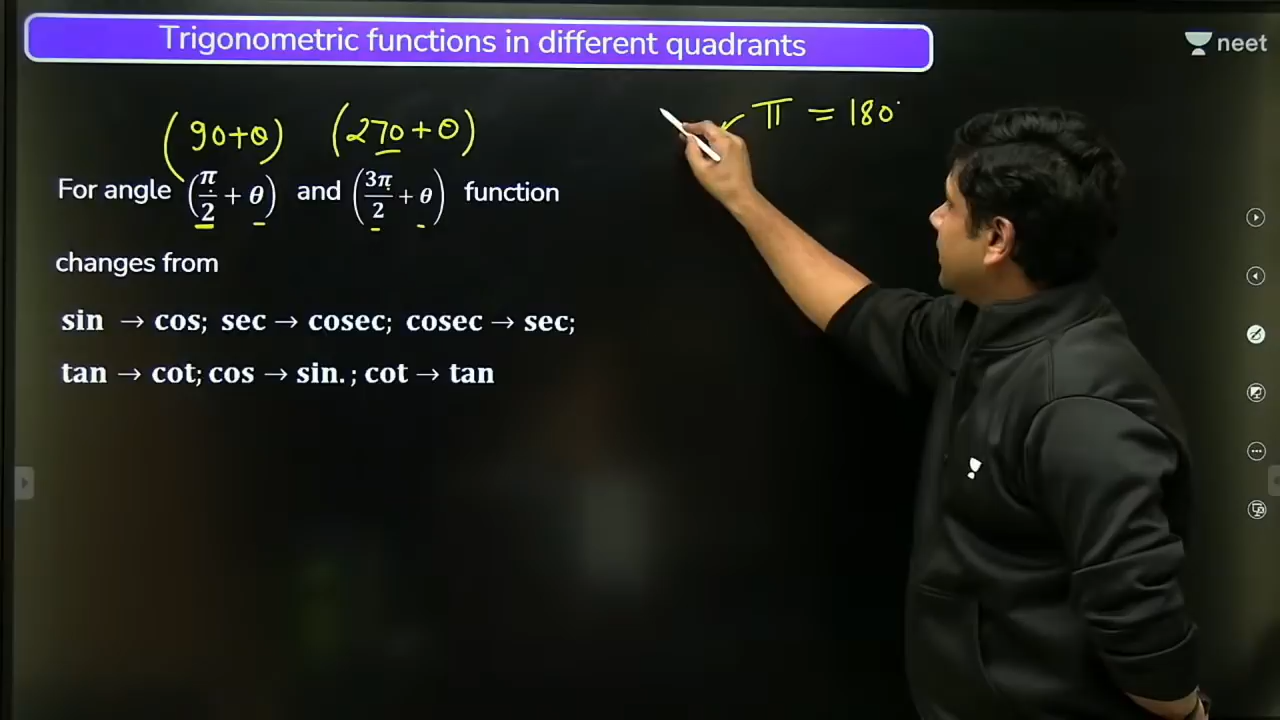 Trigonometric functions in different quadrants
neet
(90+θ) (270+θ) π = 180°
For angle (π/2 + θ) and (3π/2 + θ) function
changes from
sin → cos; sec → cosec; cosec → sec;
tan → cot; cos → sin. ; cot → tan